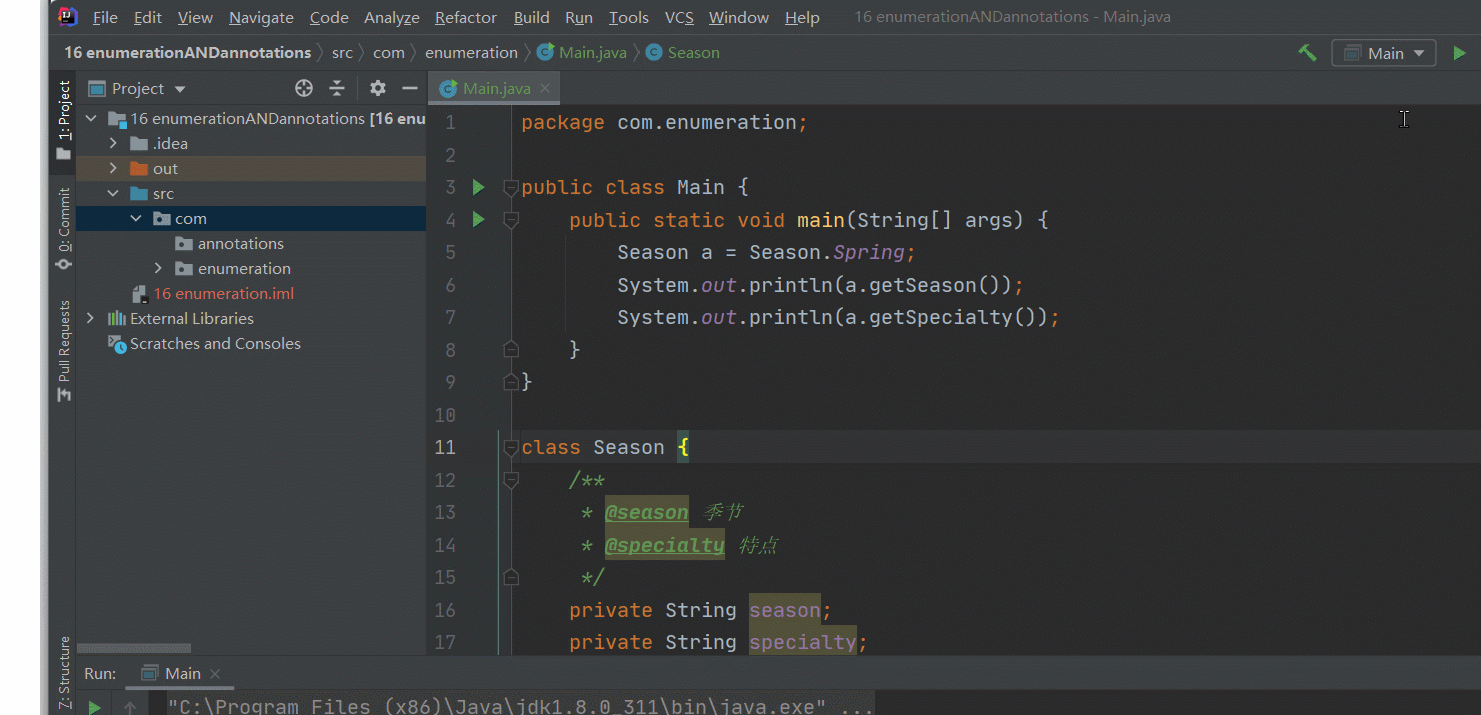 File Edit View Navigate Code Analyze Refactor Build Run Tools VCS Window Help 16 enumerationANDannotations - Main.java
16 enumerationANDannotations src com enumeration Main.java Season Main
1: Project
0: Commit
Pull Requests
7: Structure
Project
16 enumerationANDannotations [16 enu
.idea
out
src
com
annotations
enumeration
16 enumeration.iml
External Libraries
Scratches and Consoles
Main.java
1 package com.enumeration;
2
3 public class Main {
4 public static void main(String[] args) {
5 Season a = Season.Spring;
6 System.out.println(a.getSeason());
7 System.out.println(a.getSpecialty());
8 }
9 }
10
11 class Season {
12 /**
13 * @season 季节
14 * @specialty 特点
15 */
16 private String season;
17 private String specialty;
Run: Main
"C:\Program Files (x86)\Java\jdk1.8.0_311\bin\java.exe" ...